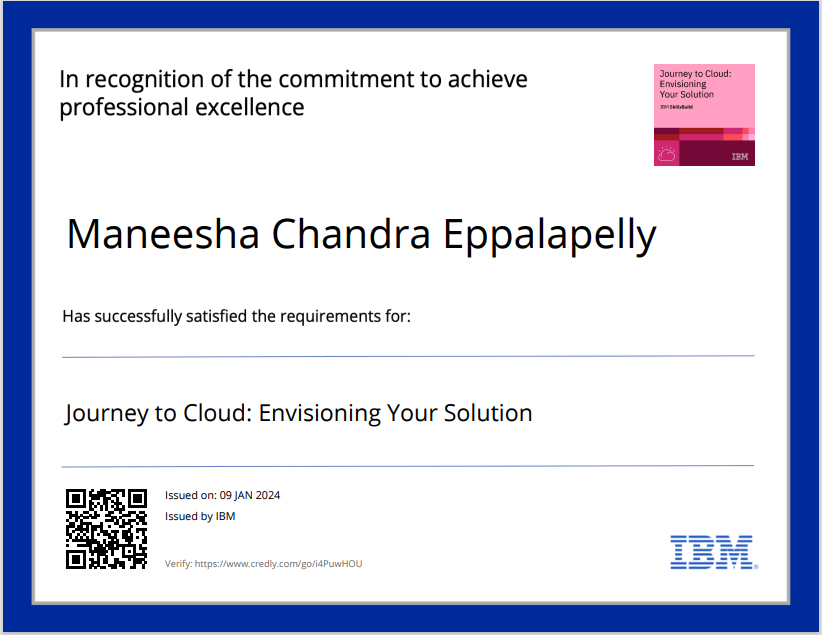 In recognition of the commitment to achieve
professional excellence
Journey to Cloud:
Envisioning
Your Solution
IBM SkillsBuild
IBM
Maneesha Chandra Eppalapelly
Has successfully satisfied the requirements for:
Journey to Cloud: Envisioning Your Solution
Issued on: 09 JAN 2024
Issued by IBM
Verify: https://www.credly.com/go/i4PuwHOU
IBM®